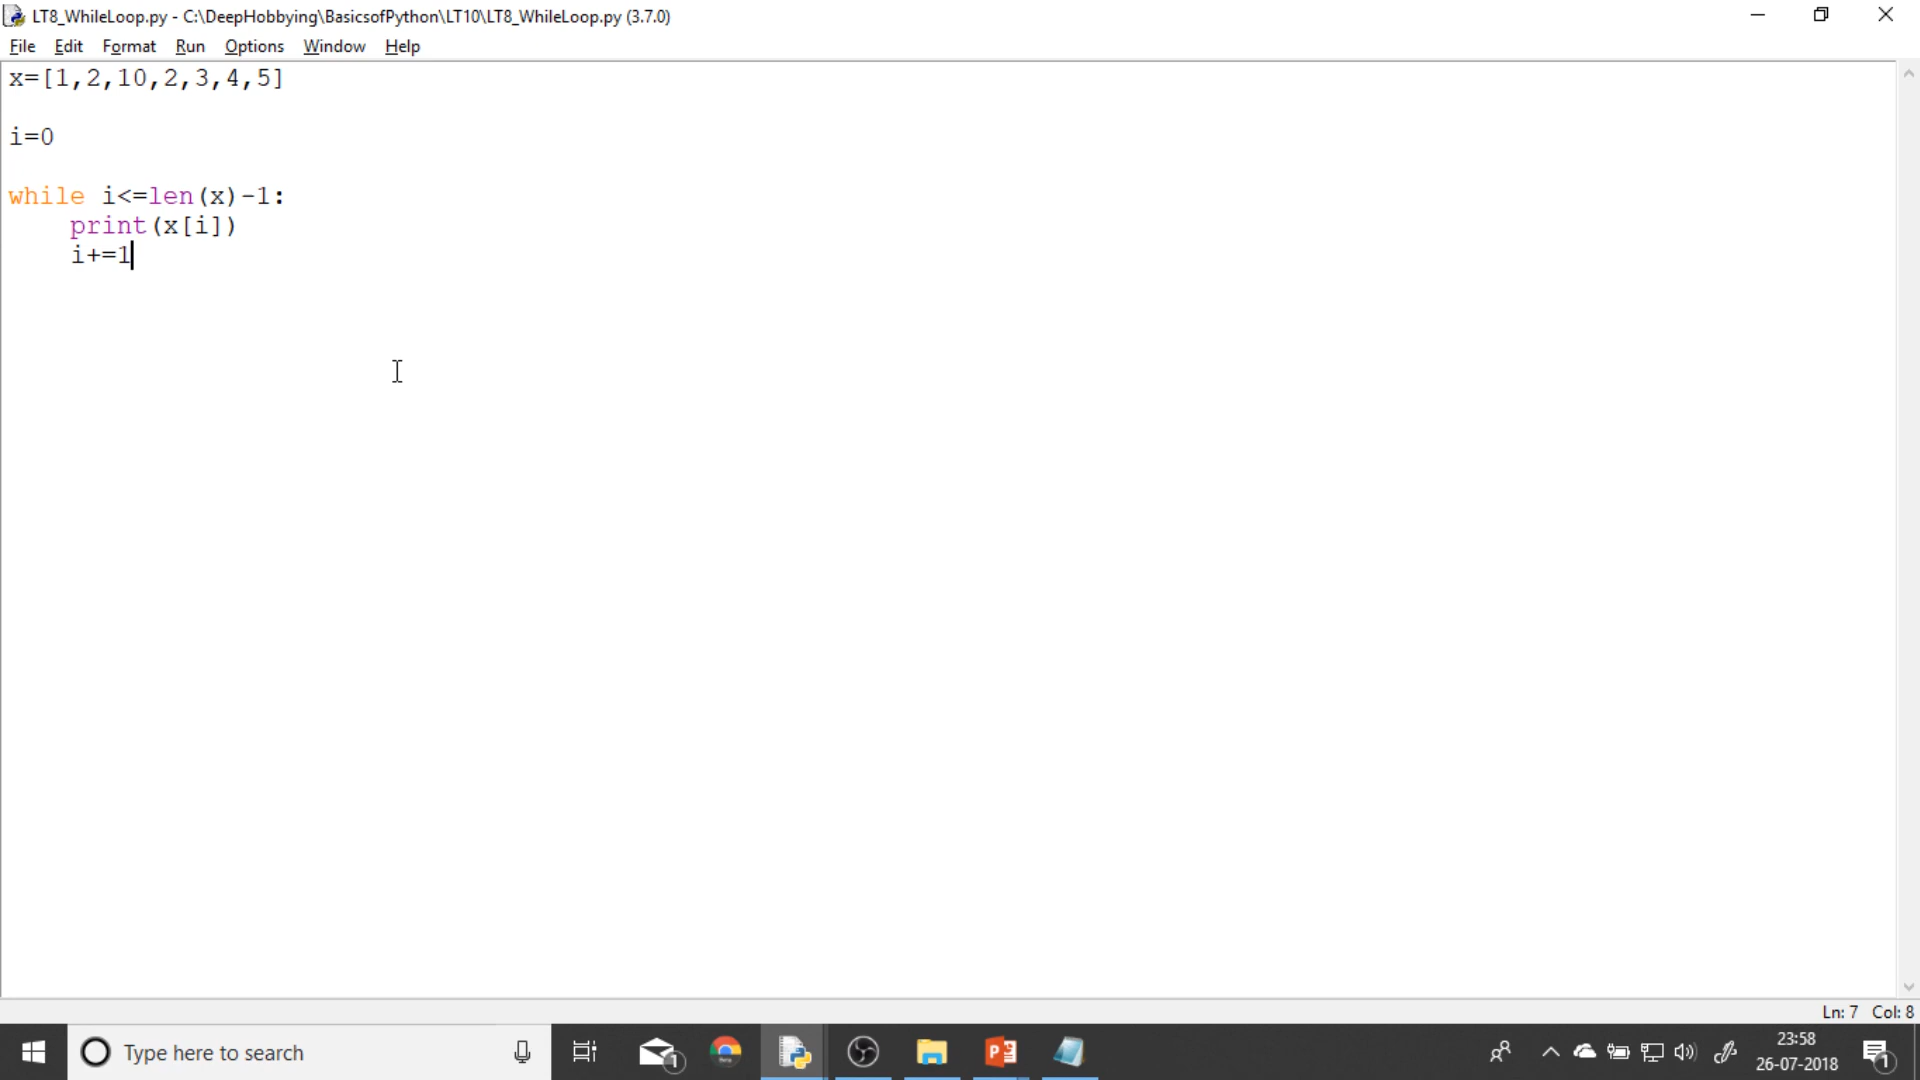 LT8_WhileLoop.py - C:\DeepHobbying\BasicsofPython\LT10\LT8_WhileLoop.py (3.7.0)
File Edit Format Run Options Window Help
x=[1,2,10,2,3,4,5]
i=0
while i<=len(x)-1:
    print(x[i])
    i+=1
Ln: 7 Col: 8
Type here to search
1
23:58
26-07-2018
1